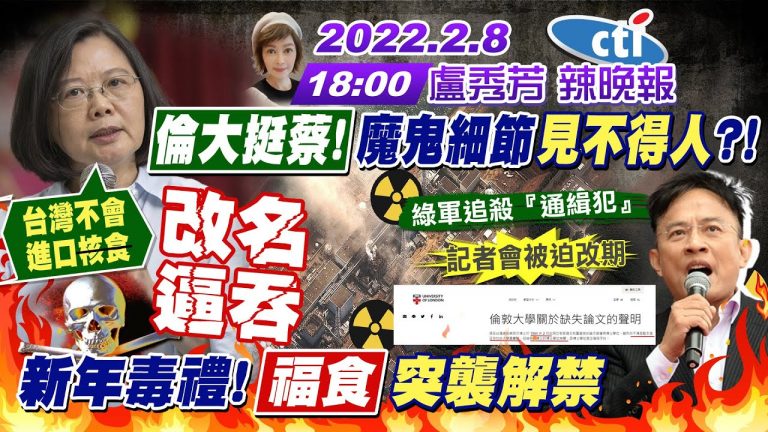 2022.2.8
cti
18:00 盧秀芳 辣晚報
倫大挺蔡! 魔鬼細節見不得人?!
台灣不會
進口核食
改名
逼吞
綠軍追殺『通緝犯』
記者會被迫改期
UNIVERSITY
OF LONDON
倫敦大學關於缺失論文的聲明
新年毒禮! 福食 突襲解禁